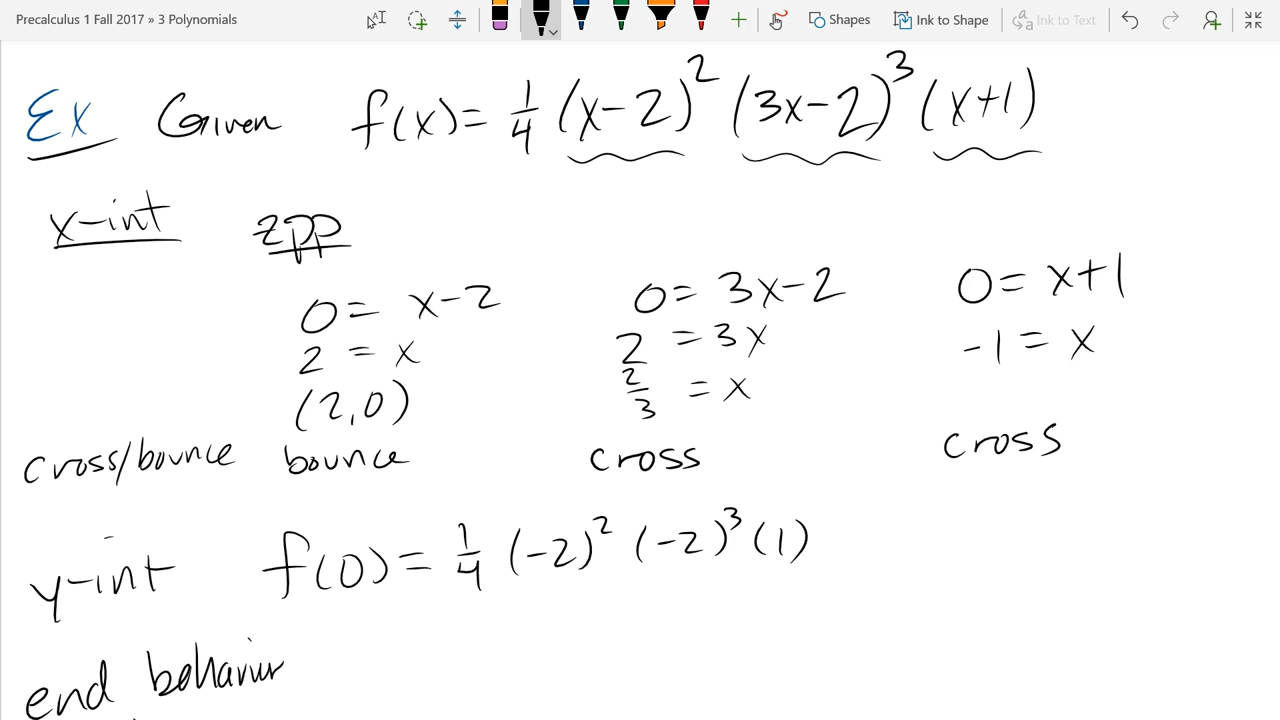 Precalculus 1 Fall 2017 » 3 Polynomials
Shapes Ink to Shape Ink to Text
Ex Given f(x) = 1/4 (x-2)² (3x-2)³ (x+1)
x-int zpp
0 = x-2 0 = 3x-2 0 = x+1
2 = x 2 = 3x -1 = x
(2,0) 2/3 = x
cross/bounce bounce cross cross
y-int f(0) = 1/4 (-2)² (-2)³ (1)
end behavior